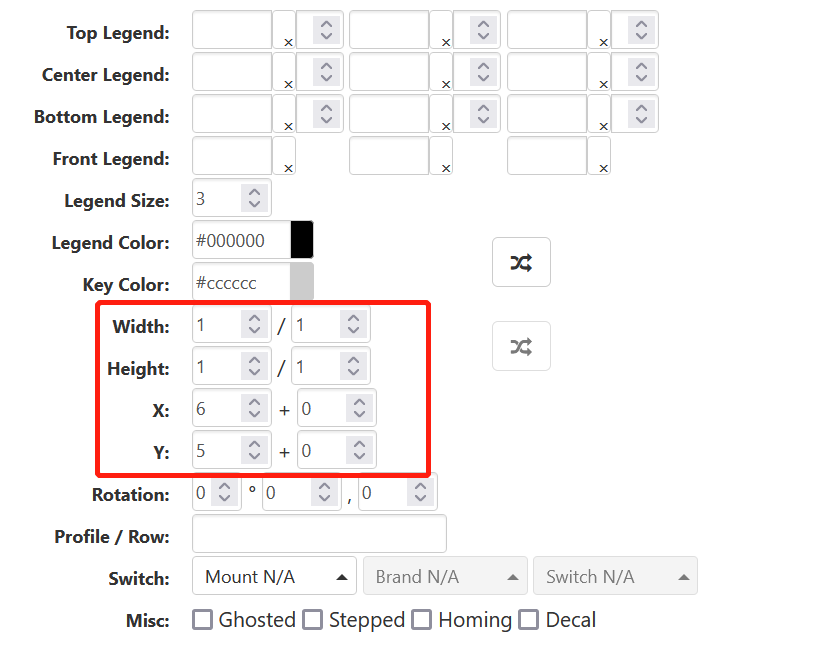 Top Legend: x x x
Center Legend: x x x
Bottom Legend: x x x
Front Legend: x x x
Legend Size: 3
Legend Color: #000000
Key Color: #cccccc
Width: 1 / 1
Height: 1 / 1
X: 6 + 0
Y: 5 + 0
Rotation: 0 ° 0 , 0
Profile / Row:
Switch: Mount N/A Brand N/A Switch N/A
Misc: Ghosted Stepped Homing Decal